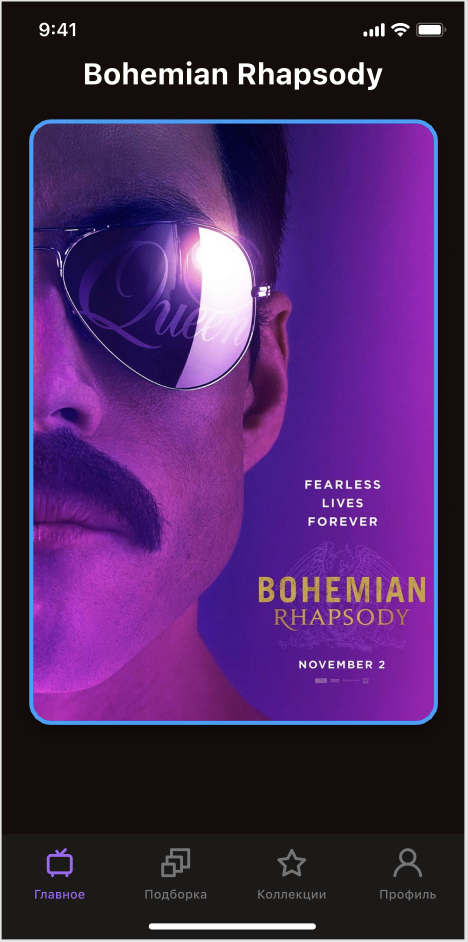 9:41
Bohemian Rhapsody
Queen
FEARLESS
LIVES
FOREVER
BOHEMIAN
RHAPSODY
NOVEMBER 2
Главное
Подборка
Коллекции
Профиль